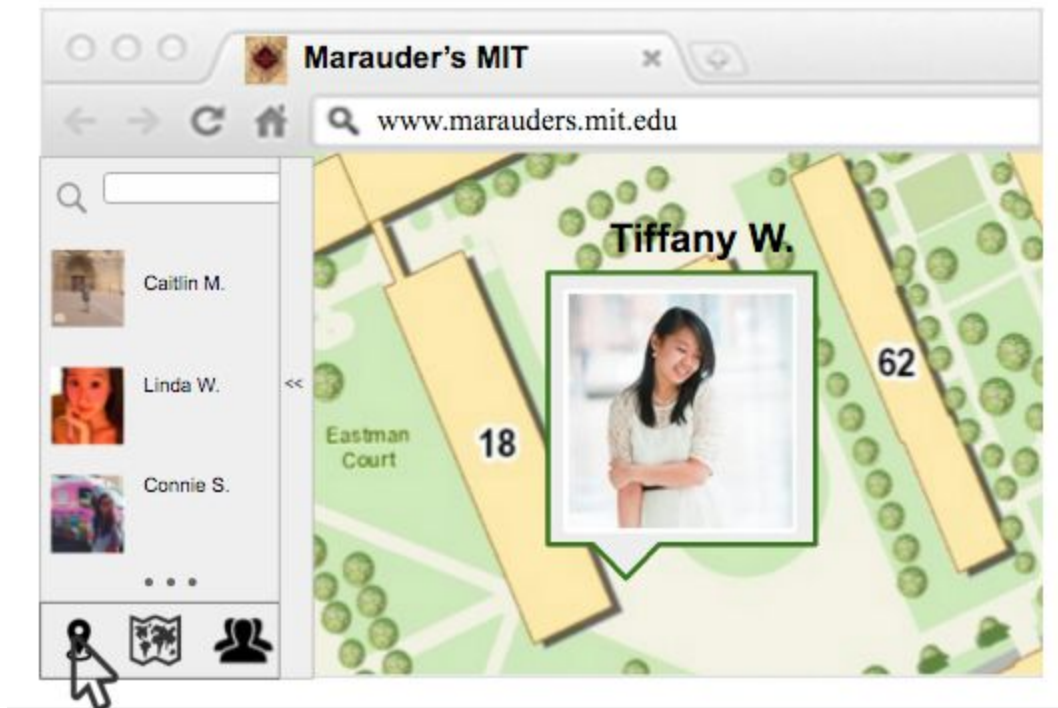 Marauder's MIT
www.marauders.mit.edu
Caitlin M.
Linda W.
Connie S.
<<
Tiffany W.
Eastman
Court
18
62